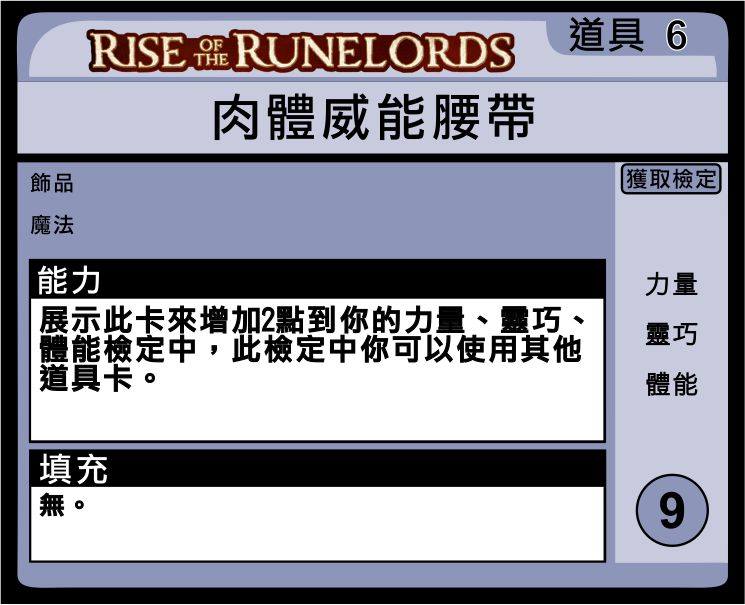 RISE OF THE RUNELORDS
道具 6
肉體威能腰帶
飾品
魔法
獲取檢定
力量
靈巧
體能
9
能力
展示此卡來增加2點到你的力量、靈巧、
體能檢定中，此檢定中你可以使用其他
道具卡。
填充
無。